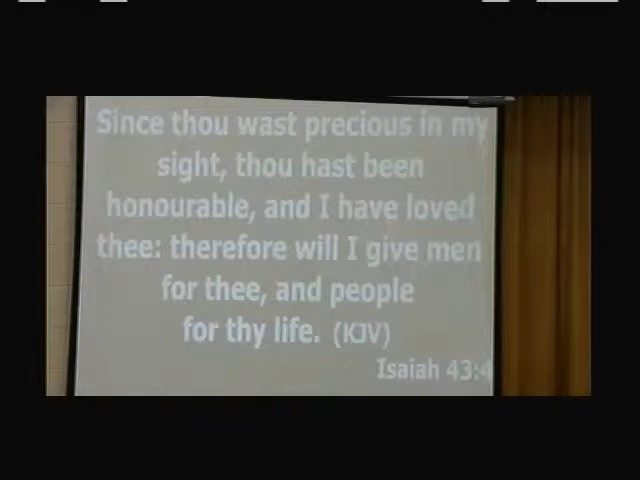 Since thou wast precious in my
sight, thou hast been
honourable, and I have loved
thee: therefore will I give men
for thee, and people
for thy life. (KJV)
Isaiah 43:4